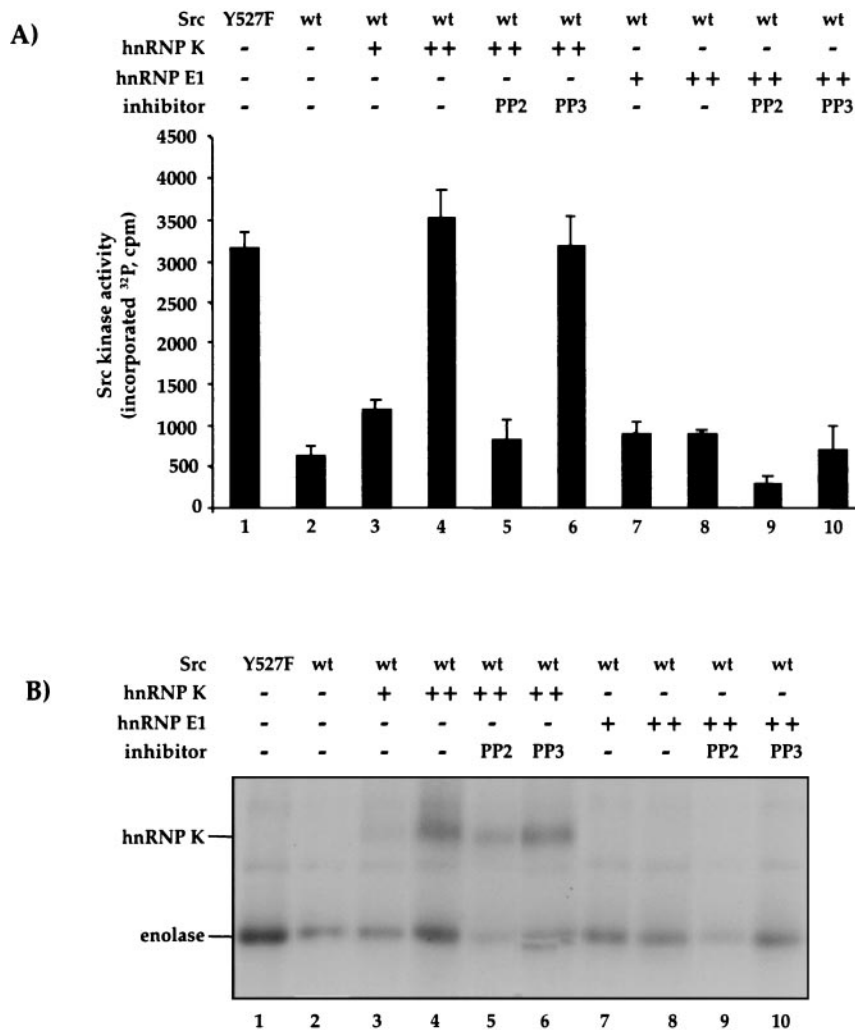 A)
Src Y527F wt wt wt wt wt wt wt wt wt
hnRNP K - - + ++ ++ ++ - - - -
hnRNP E1 - - - - - - + ++ ++ ++
inhibitor - - - - PP2 PP3 - - PP2 PP3
Src kinase activity
(incorporated ³²P, cpm)
4500
4000
3500
3000
2500
2000
1500
1000
500
0
1 2 3 4 5 6 7 8 9 10
B)
Src Y527F wt wt wt wt wt wt wt wt wt
hnRNP K - - + ++ ++ ++ - - - -
hnRNP E1 - - - - - - + ++ ++ ++
inhibitor - - - - PP2 PP3 - - PP2 PP3
hnRNP K
enolase
1 2 3 4 5 6 7 8 9 10